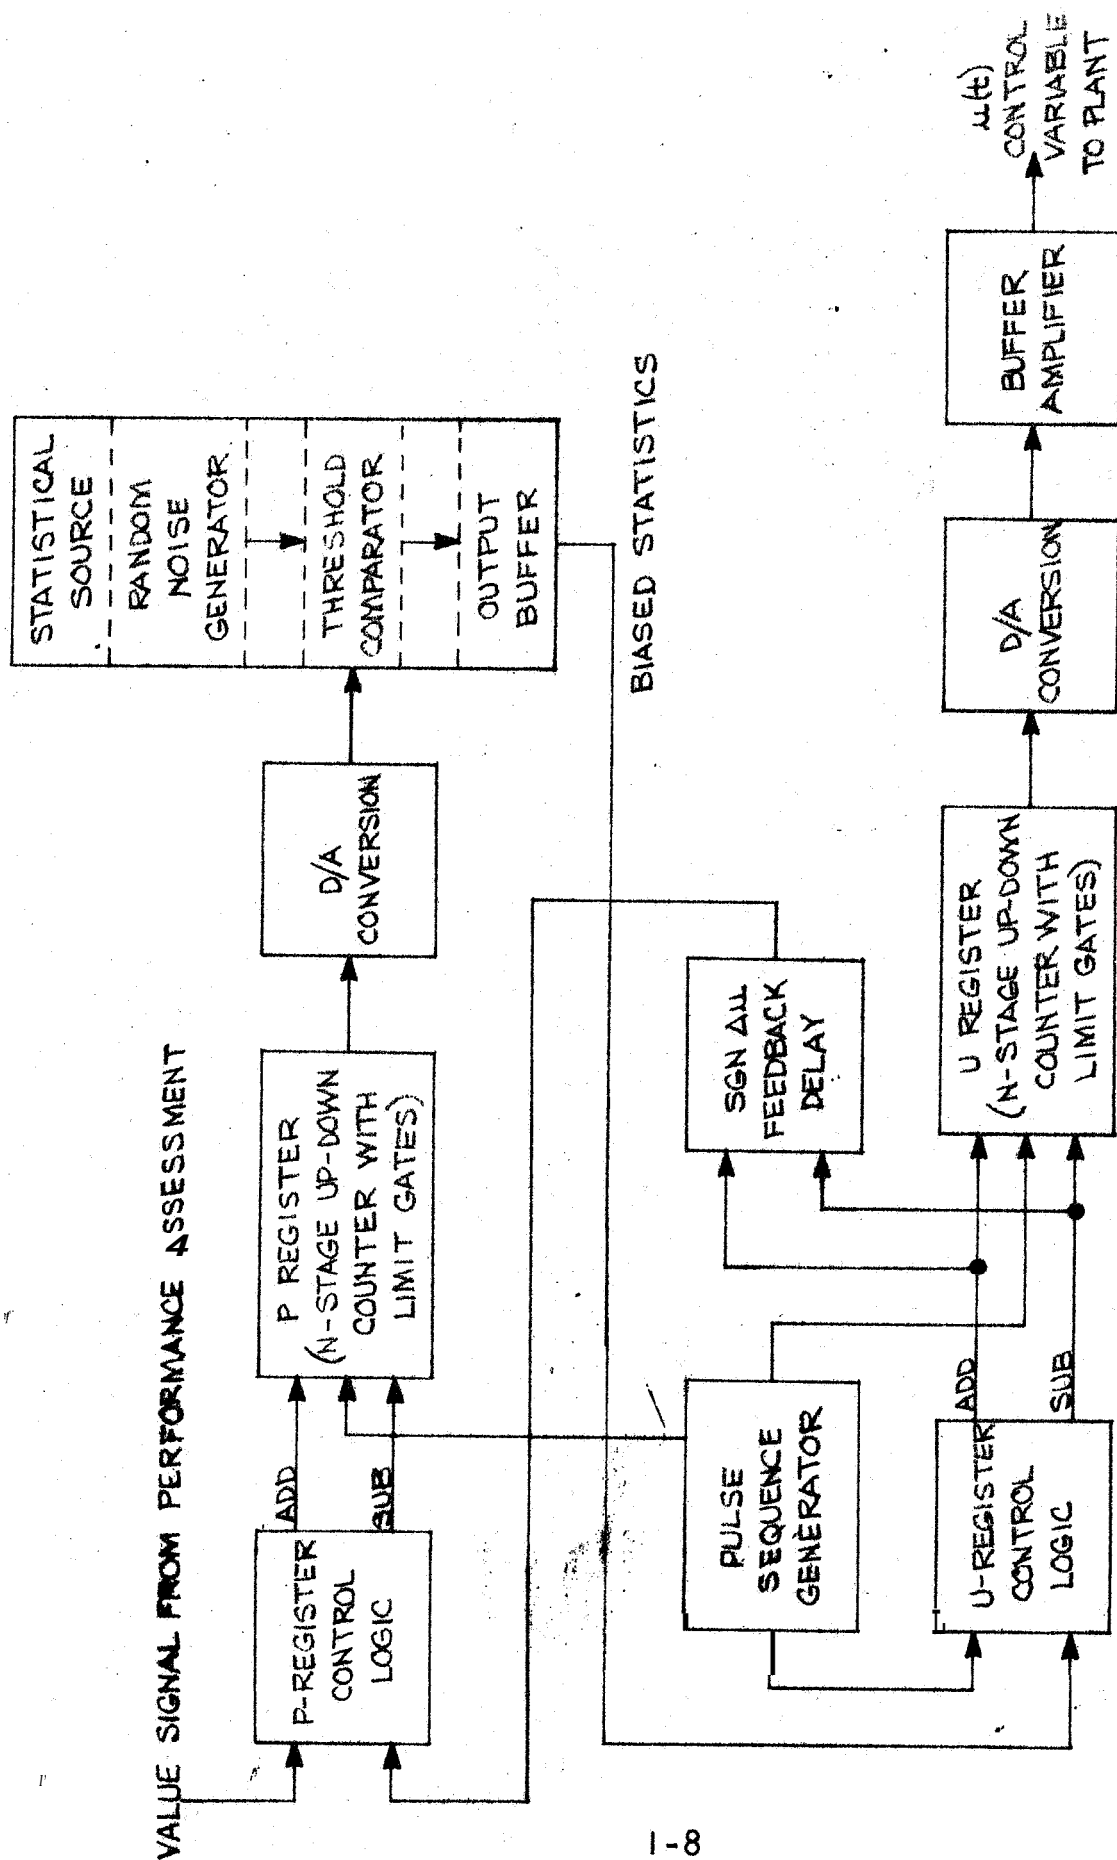 VALUE SIGNAL FROM PERFORMANCE ASSESSMENT
P-REGISTER
CONTROL
LOGIC
ADD
SUB
P REGISTER
(N-STAGE UP-DOWN
COUNTER WITH
LIMIT GATES)
D/A
CONVERSION
STATISTICAL
SOURCE
RANDOM
NOISE
GENERATOR
THRESHOLD
COMPARATOR
OUTPUT
BUFFER
BIASED STATISTICS
PULSE
SEQUENCE
GENERATOR
SGN Δu
FEEDBACK
DELAY
U-REGISTER
CONTROL
LOGIC
ADD
SUB
U REGISTER
(N-STAGE UP-DOWN
COUNTER WITH
LIMIT GATES)
D/A
CONVERSION
BUFFER
AMPLIFIER
u(t)
CONTROL
VARIABLE
TO PLANT
1-8